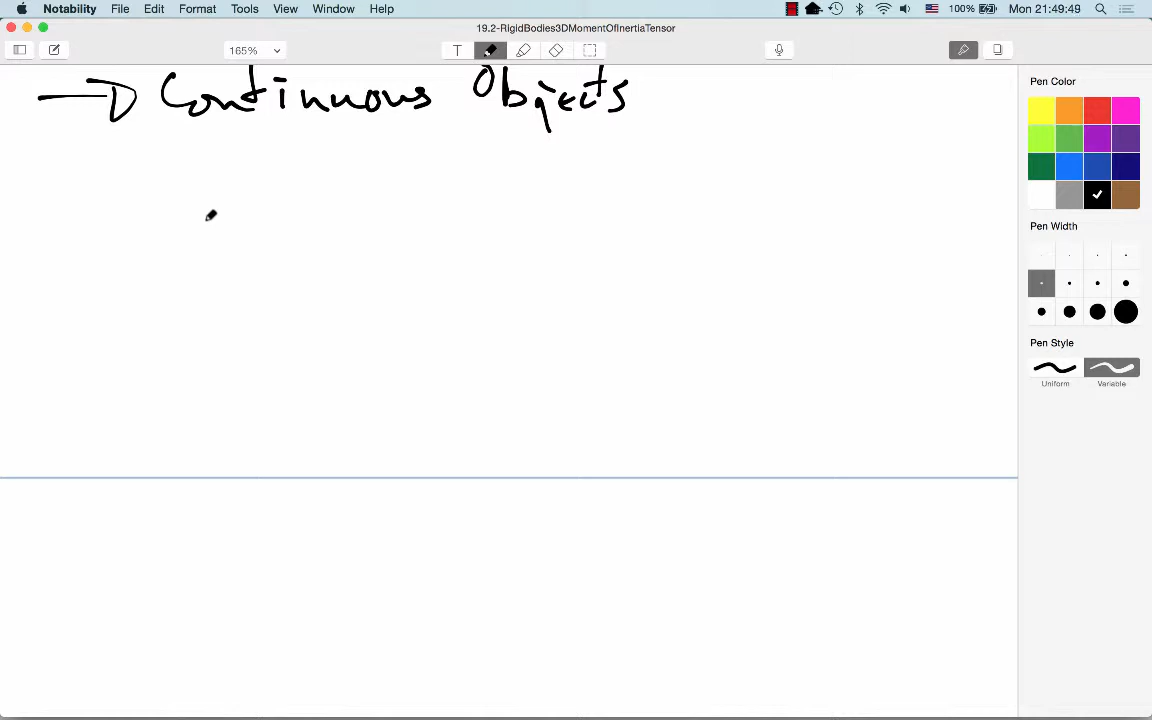 Notability File Edit Format Tools View Window Help 100% Mon 21:49:49
19.2-RigidBodies3DMomentOfInertiaTensor
165% T
→ Continuous Objects
Pen Color
Pen Width
Pen Style
Uniform Variable